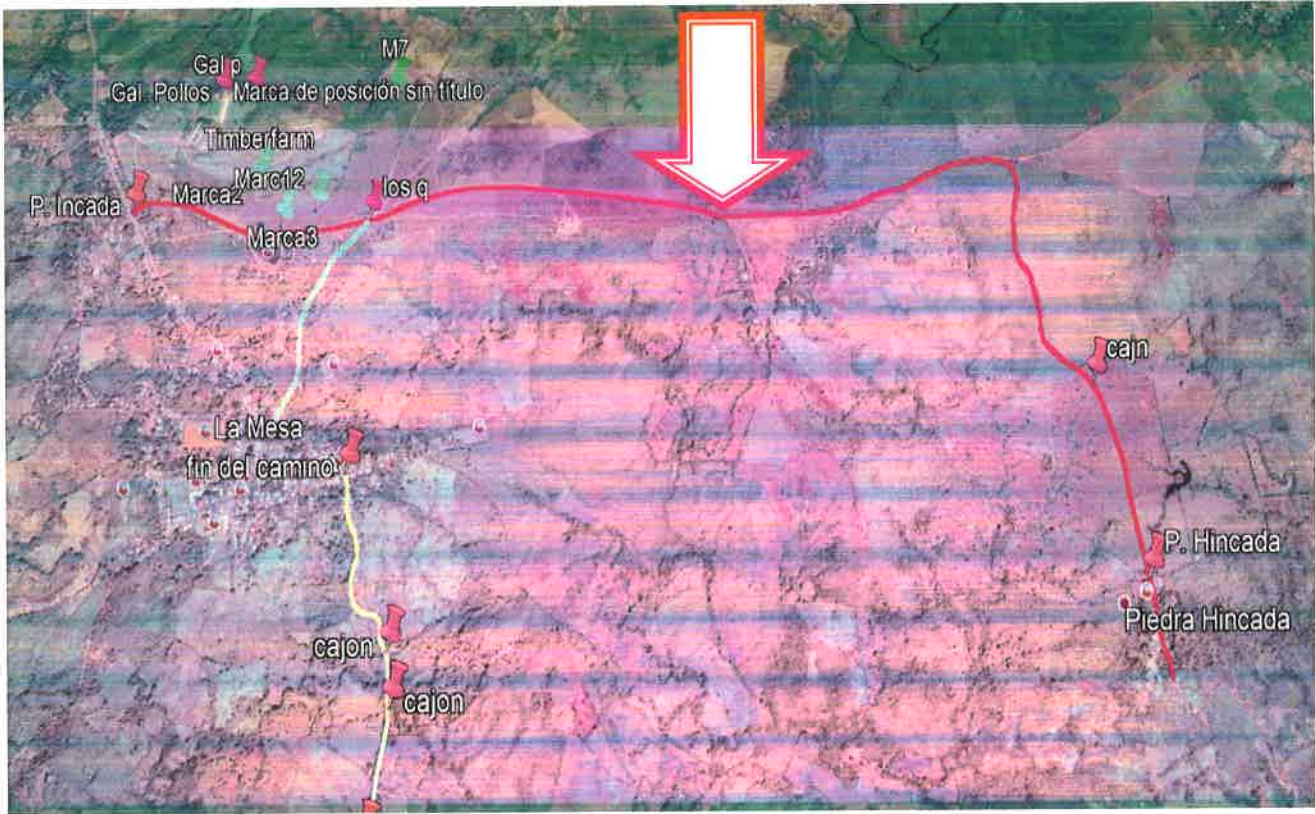 M7
Gal p
Gal. Pollos Marca de posición sin título
Timberfarm
Marc12
los q
Marca2
P. Incada
Marca3
cajn
La Mesa
fin del camino
P. Hincada
Piedra Hincada
cajon
cajon